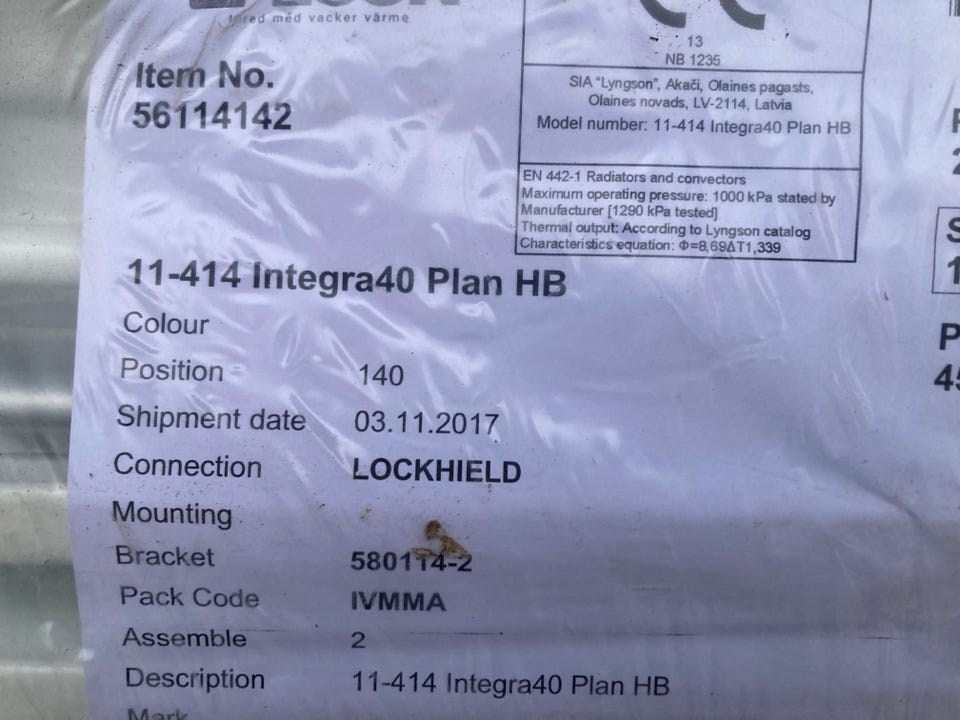 med vacker värme
Item No.
56114142
13
NB 1235
SIA "Lyngson", Akači, Olaines pagasts,
Olaines novads, LV-2114, Latvia
Model number: 11-414 Integra40 Plan HB
EN 442-1 Radiators and convectors
Maximum operating pressure: 1000 kPa stated by
Manufacturer [1290 kPa tested]
Thermal output: According to Lyngson catalog
Characteristics equation: Φ=8,69ΔT1,339
11-414 Integra40 Plan HB
Colour
Position 140
Shipment date 03.11.2017
Connection LOCKHIELD
Mounting
Bracket 580114-2
Pack Code IVMMA
Assemble 2
Description 11-414 Integra40 Plan HB
Mark